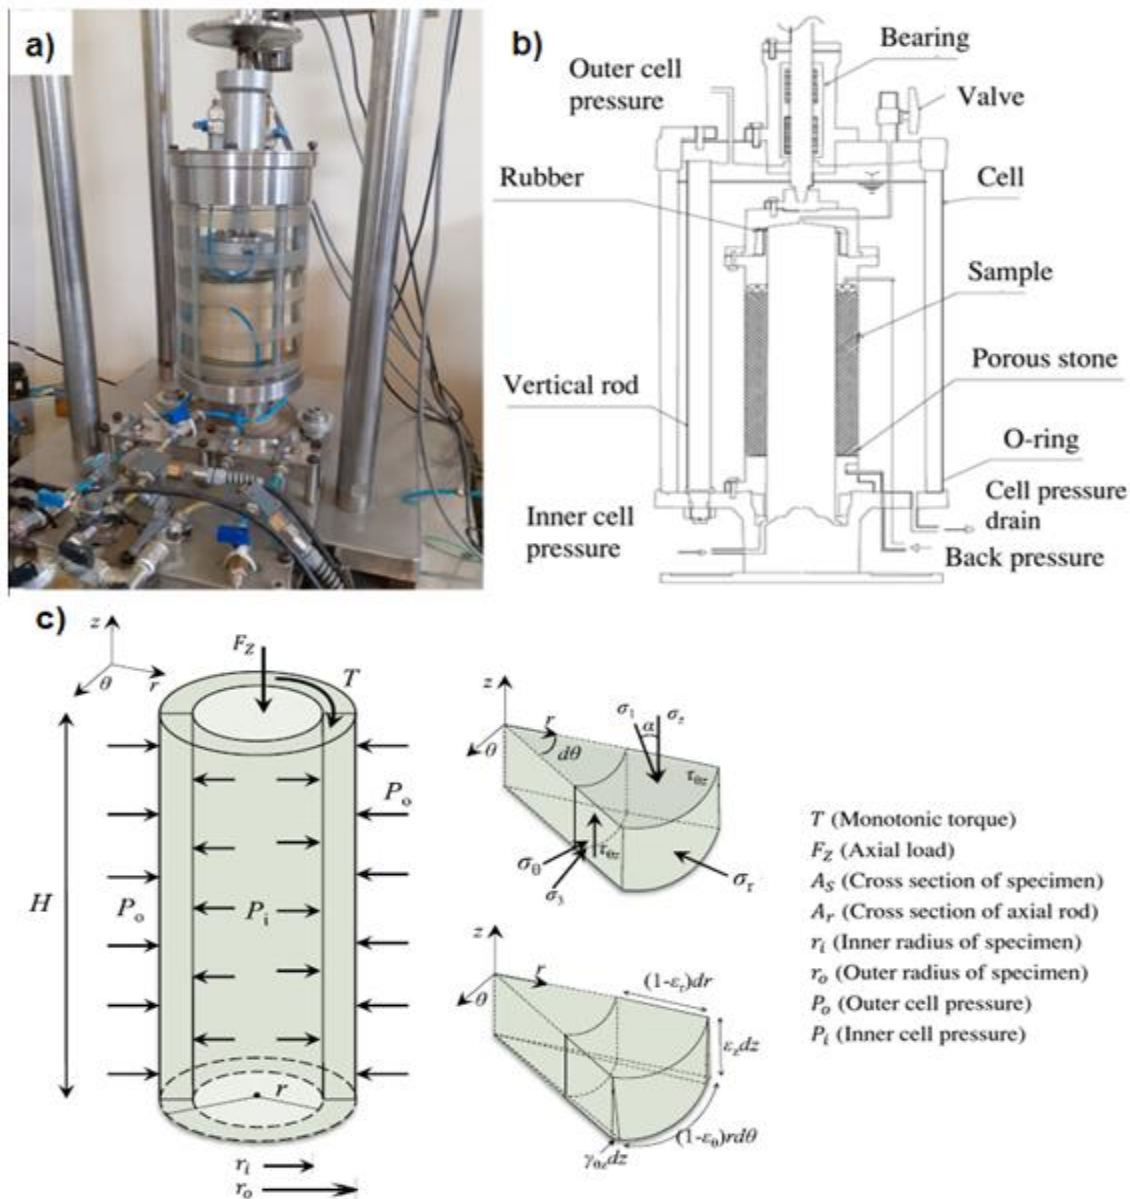 a)
b)
Bearing
Outer cell
pressure
Valve
Rubber
Cell
Sample
Porous stone
Vertical rod
O-ring
Cell pressure
drain
Inner cell
pressure
Back pressure
c)
z
θ
r
F_Z
T
H
P_o
P_i
P_o
r
r_i
r_o
z
r
θ
dθ
σ_1
α
σ_z
τ_θz
τ_θz
σ_θ
σ_3
σ_r
z
r
θ
(1-ε_r)dr
ε_z dz
(1-ε_θ)rdθ
γ_θz dz
T (Monotonic torque)
F_Z (Axial load)
A_S (Cross section of specimen)
A_r (Cross section of axial rod)
r_i (Inner radius of specimen)
r_o (Outer radius of specimen)
P_o (Outer cell pressure)
P_i (Inner cell pressure)